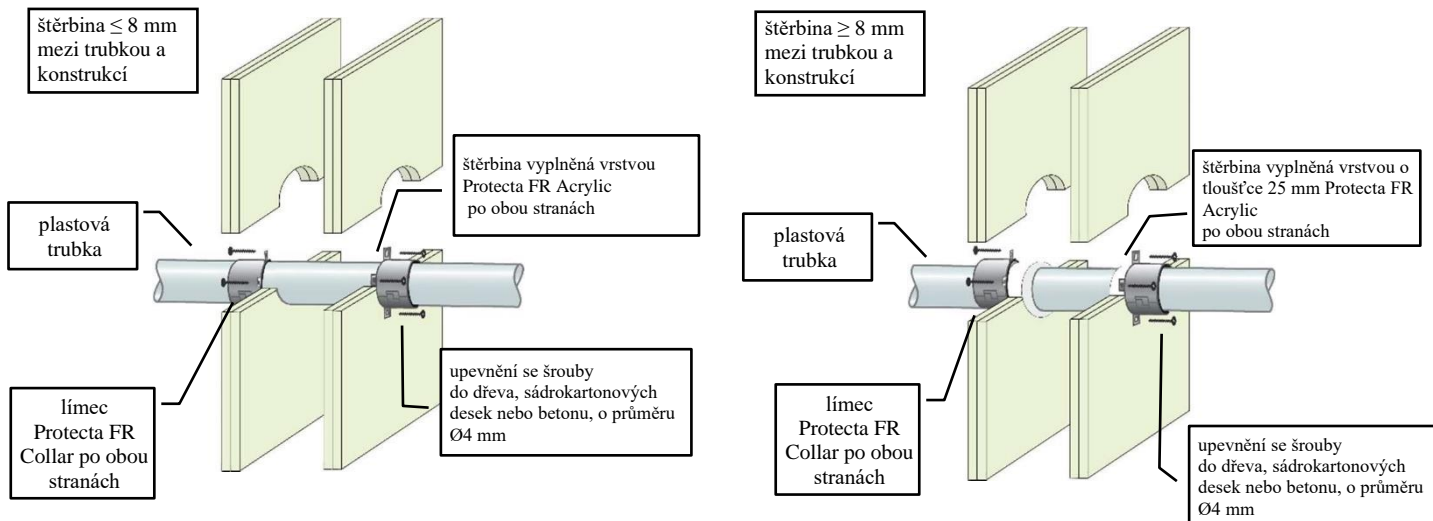 štěrbina ≤ 8 mm
mezi trubkou a
konstrukcí
štěrbina vyplněná vrstvou
Protecta FR Acrylic
po obou stranách
plastová
trubka
límec
Protecta FR
Collar po obou
stranách
upevnění se šrouby
do dřeva, sádrokartonových
desek nebo betonu, o průměru
Ø4 mm
štěrbina ≥ 8 mm
mezi trubkou a
konstrukcí
štěrbina vyplněná vrstvou o
tloušťce 25 mm Protecta FR
Acrylic
po obou stranách
plastová
trubka
límec
Protecta FR
Collar po obou
stranách
upevnění se šrouby
do dřeva, sádrokartonových
desek nebo betonu, o průměru
Ø4 mm